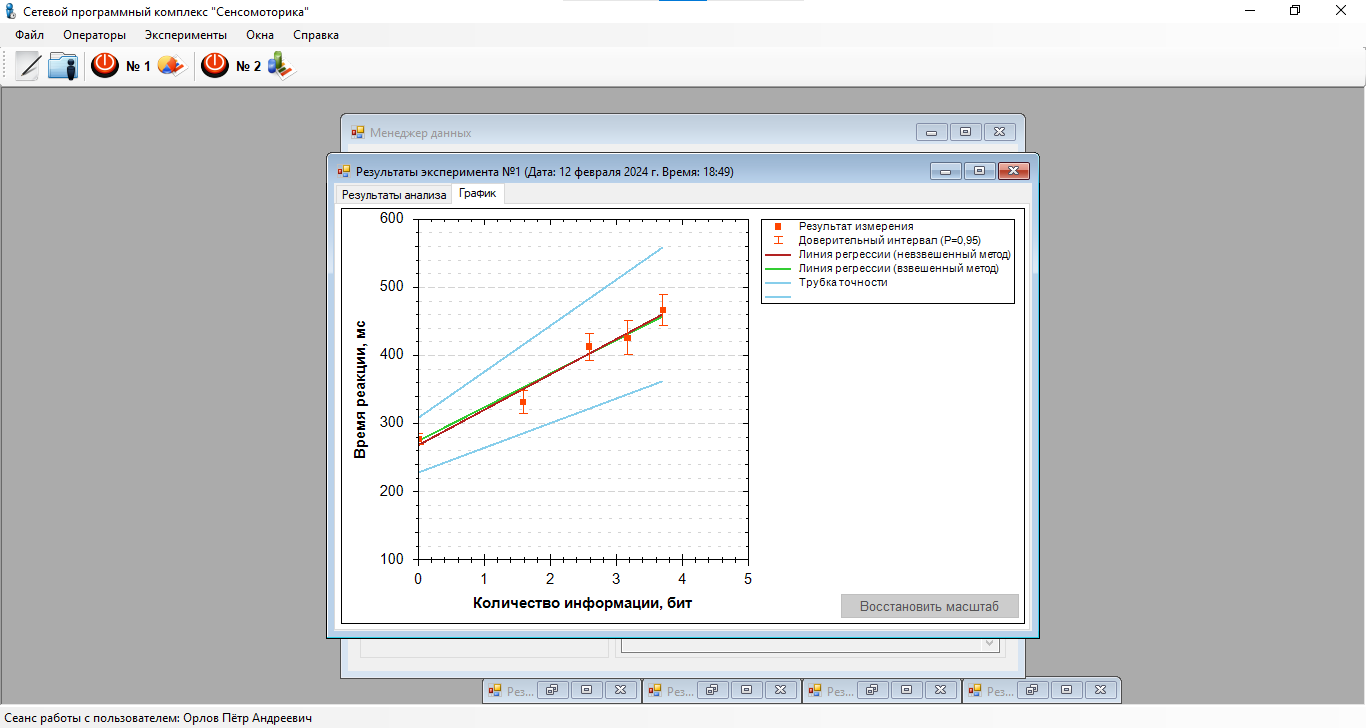 Сетевой программный комплекс "Сенсомоторика"
Файл Операторы Эксперименты Окна Справка
№ 1 № 2
Менеджер данных
Результаты эксперимента №1 (Дата: 12 февраля 2024 г. Время: 18:49)
Результаты анализа График
600
500
400
300
200
100
0 1 2 3 4 5
Время реакции, мс
Количество информации, бит
Результат измерения
Доверительный интервал (P=0,95)
Линия регрессии (невзвешенный метод)
Линия регрессии (взвешенный метод)
Трубка точности
Восстановить масштаб
Рез... Рез... Рез... Рез...
Сеанс работы с пользователем: Орлов Пётр Андреевич